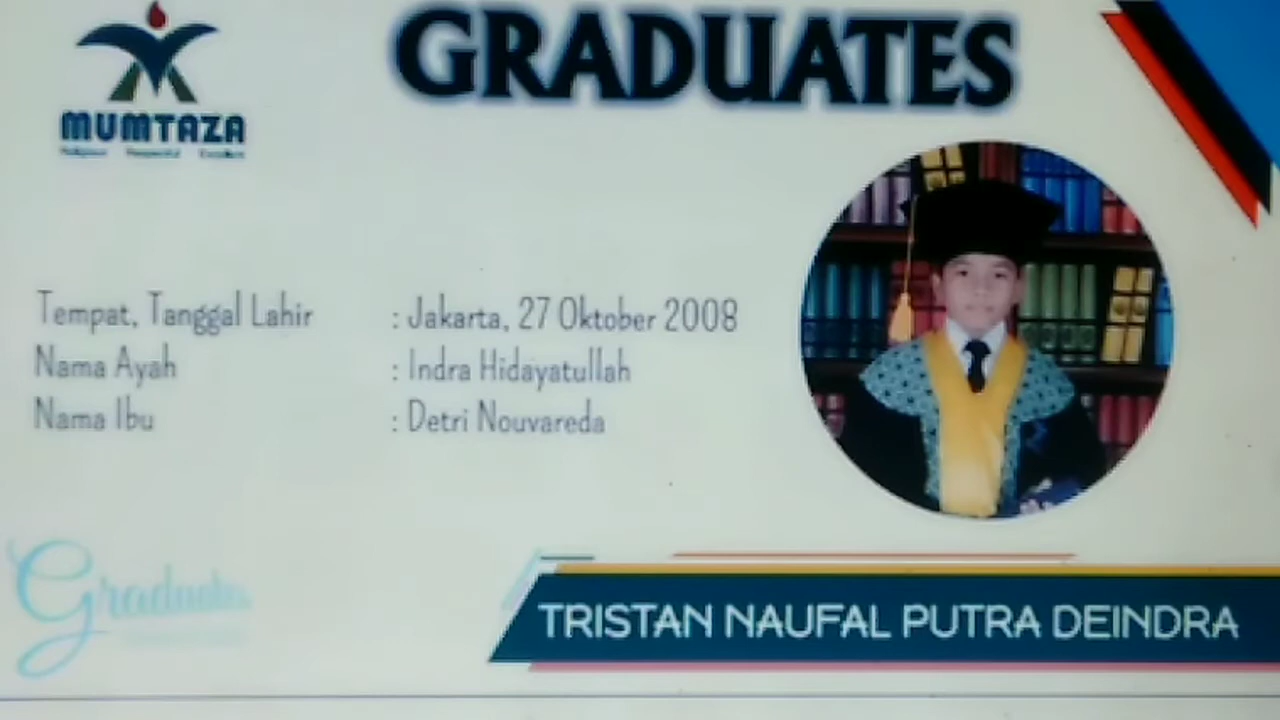 GRADUATES
MUMTAZA
Tempat, Tanggal Lahir : Jakarta, 27 Oktober 2008
Nama Ayah : Indra Hidayatullah
Nama Ibu : Detri Nouvareda
Graduates
TRISTAN NAUFAL PUTRA DEINDRA